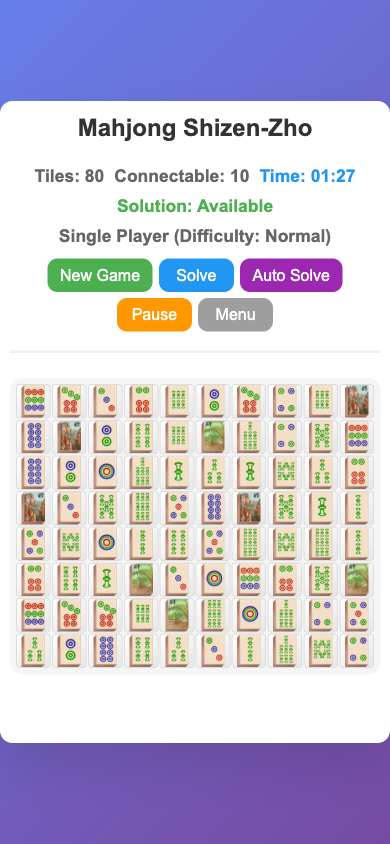 Mahjong Shizen-Zho
Tiles: 80 Connectable: 10 Time: 01:27
Solution: Available
Single Player (Difficulty: Normal)
New Game Solve Auto Solve
Pause Menu